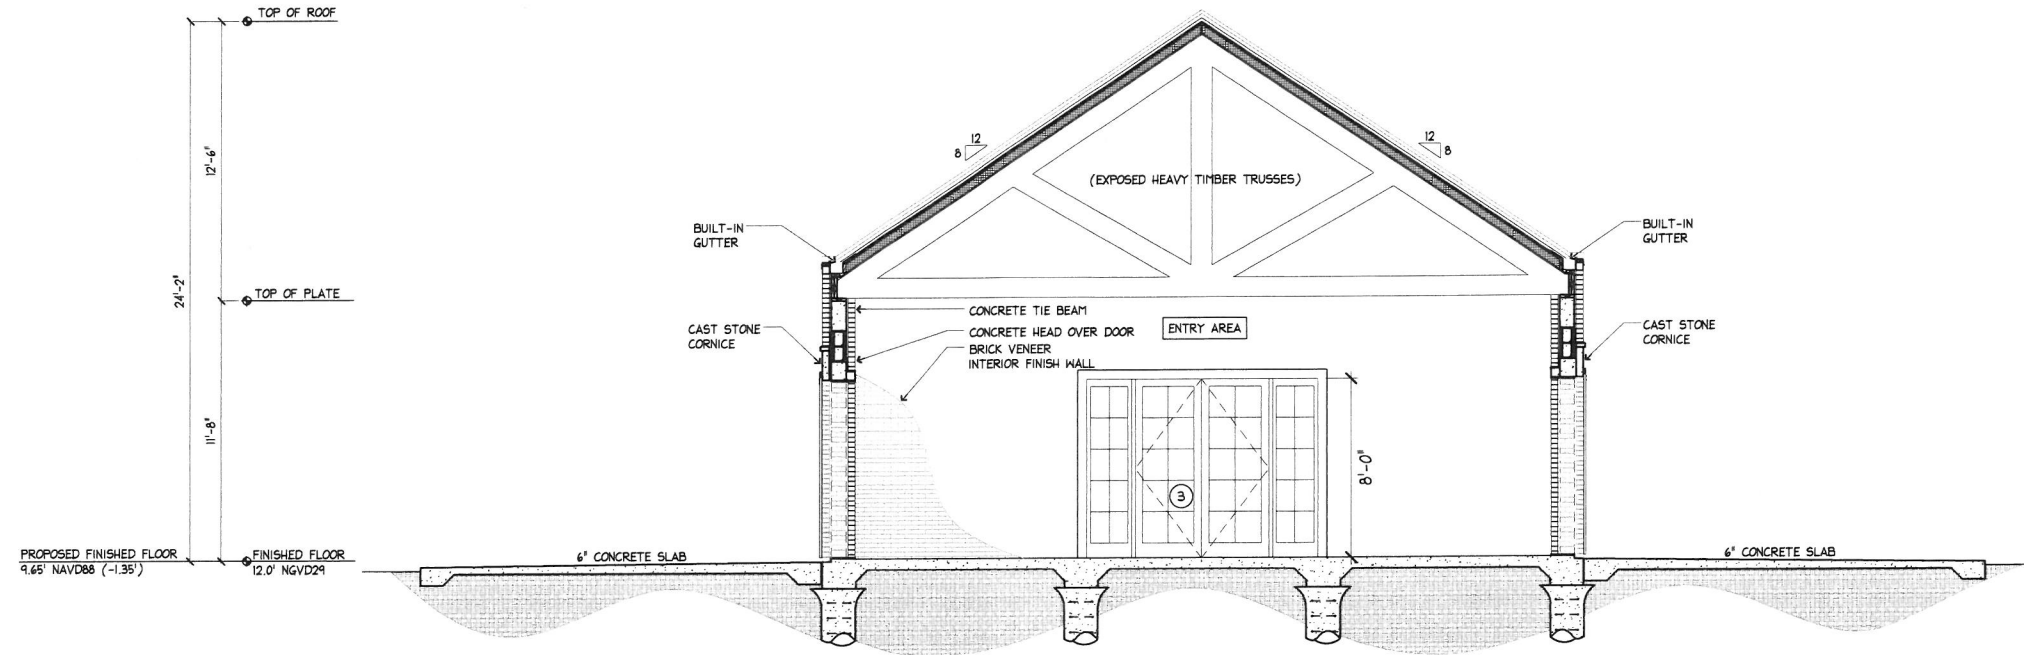 TOP OF ROOF
12'-6"
24'-2"
TOP OF PLATE
11'-8"
PROPOSED FINISHED FLOOR
9.65' NAVD88 (-1.35')
FINISHED FLOOR
12.0' NGVD29
12
8
12
8
(EXPOSED HEAVY TIMBER TRUSSES)
BUILT-IN
GUTTER
BUILT-IN
GUTTER
CONCRETE TIE BEAM
ENTRY AREA
CAST STONE
CORNICE
CONCRETE HEAD OVER DOOR
BRICK VENEER
INTERIOR FINISH WALL
CAST STONE
CORNICE
8'-0"
3
6" CONCRETE SLAB
6" CONCRETE SLAB